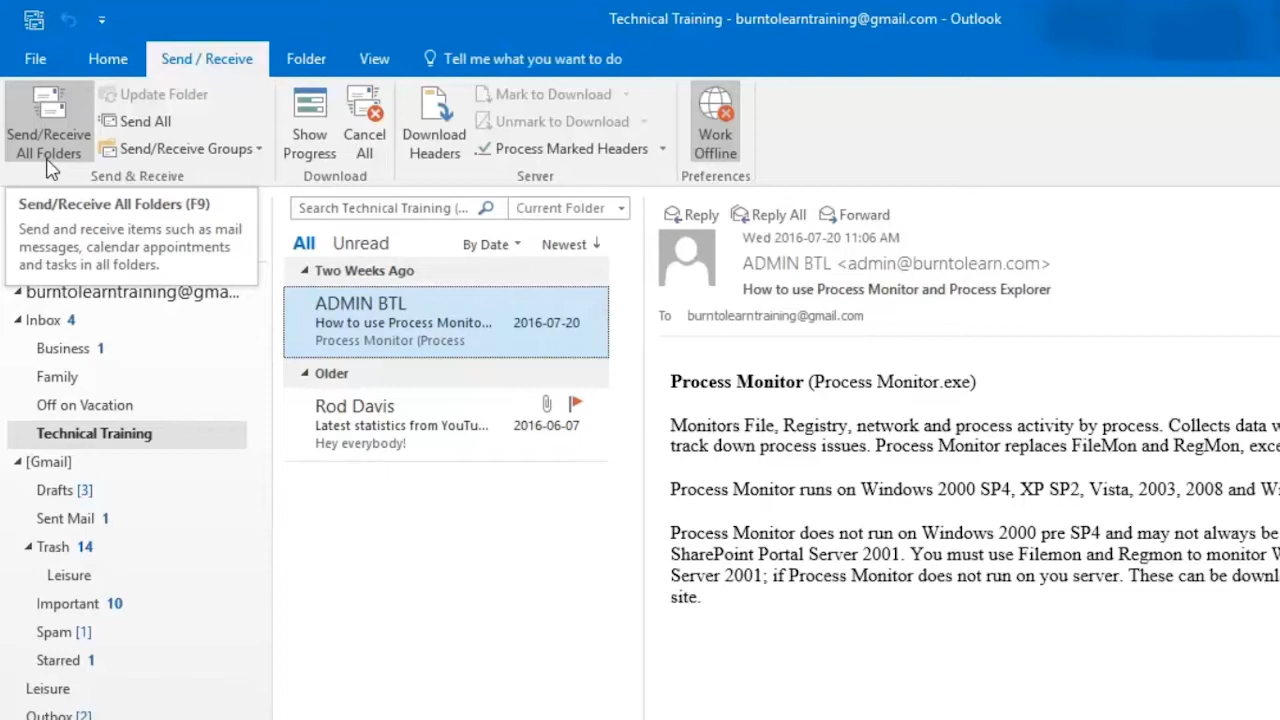 Technical Training - burntolearntraining@gmail.com - Outlook
File Home Send / Receive Folder View Tell me what you want to do
Send/Receive
All Folders
Update Folder
Send All
Send/Receive Groups
Send & Receive
Show
Progress
Cancel
All
Download
Download
Headers
Mark to Download
Unmark to Download
Process Marked Headers
Server
Work
Offline
Preferences
Send/Receive All Folders (F9)
Send and receive items such as mail
messages, calendar appointments
and tasks in all folders.
burntolearntraining@gma...
Inbox 4
Business 1
Family
Off on Vacation
Technical Training
[Gmail]
Drafts [3]
Sent Mail 1
Trash 14
Leisure
Important 10
Spam [1]
Starred 1
Leisure
Outbox [2]
Search Technical Training (... Current Folder
All Unread By Date Newest
Two Weeks Ago
ADMIN BTL
How to use Process Monito... 2016-07-20
Process Monitor (Process
Older
Rod Davis
Latest statistics from YouTu... 2016-06-07
Hey everybody!
Reply Reply All Forward
Wed 2016-07-20 11:06 AM
ADMIN BTL <admin@burntolearn.com>
How to use Process Monitor and Process Explorer
To burntolearntraining@gmail.com
Process Monitor (Process Monitor.exe)
Monitors File, Registry, network and process activity by process. Collects data
track down process issues. Process Monitor replaces FileMon and RegMon,
Process Monitor runs on Windows 2000 SP4, XP SP2, Vista, 2003, 2008 and
Process Monitor does not run on Windows 2000 pre SP4 and may not always be
SharePoint Portal Server 2001. You must use Filemon and Regmon to monitor
Server 2001; if Process Monitor does not run on you server. These can be
site.